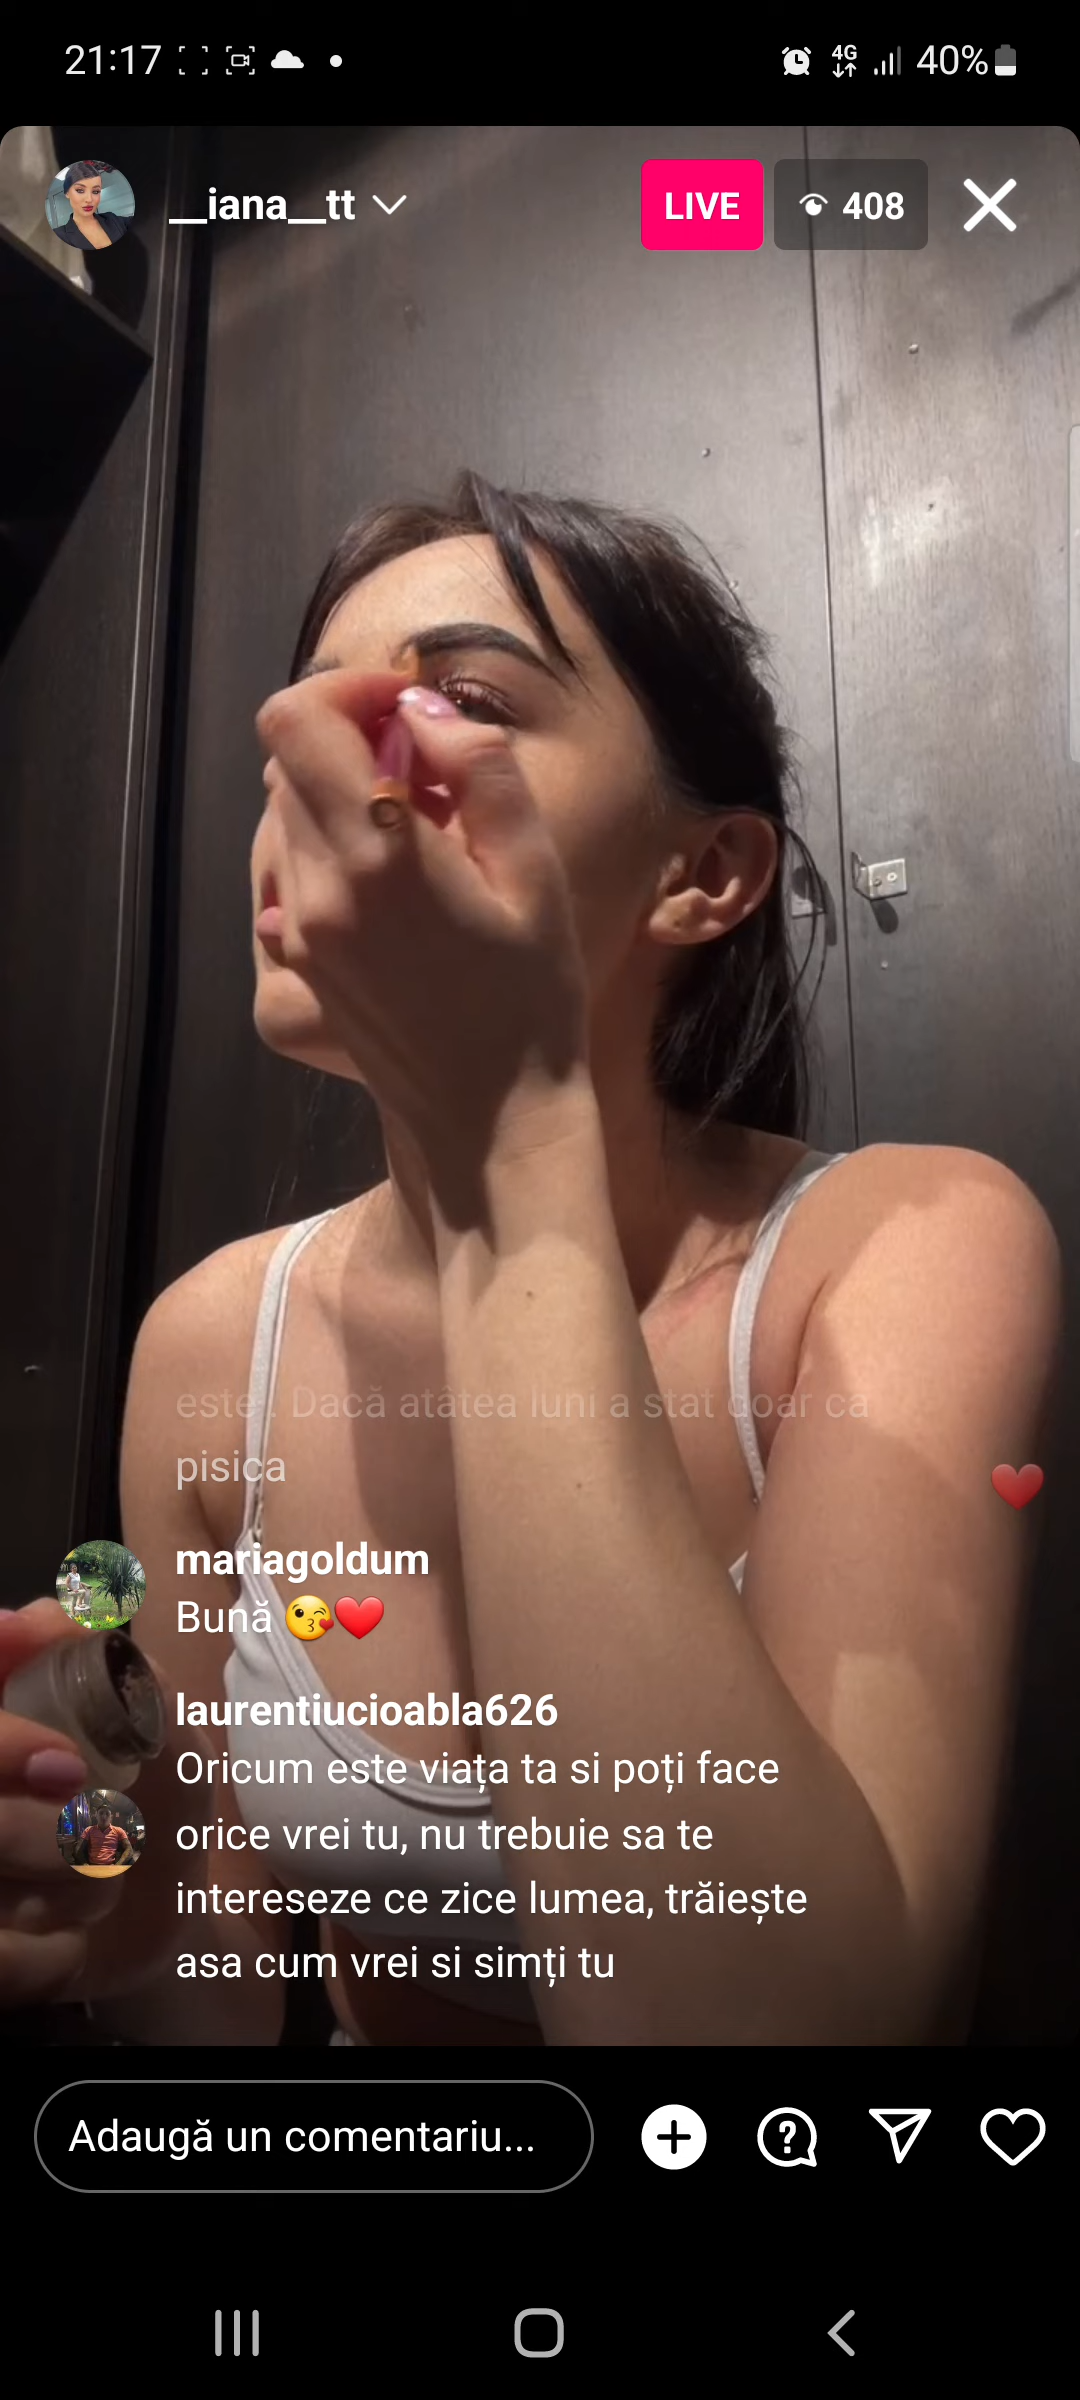 21:17
4G
40%
__iana__tt
LIVE
408
este . Dacă atâtea luni a stat doar ca
pisica
mariagoldum
Bună 😘❤️
laurentiucioabla626
Oricum este viața ta si poți face
orice vrei tu, nu trebuie sa te
intereseze ce zice lumea, trăiește
asa cum vrei si simți tu
Adaugă un comentariu...